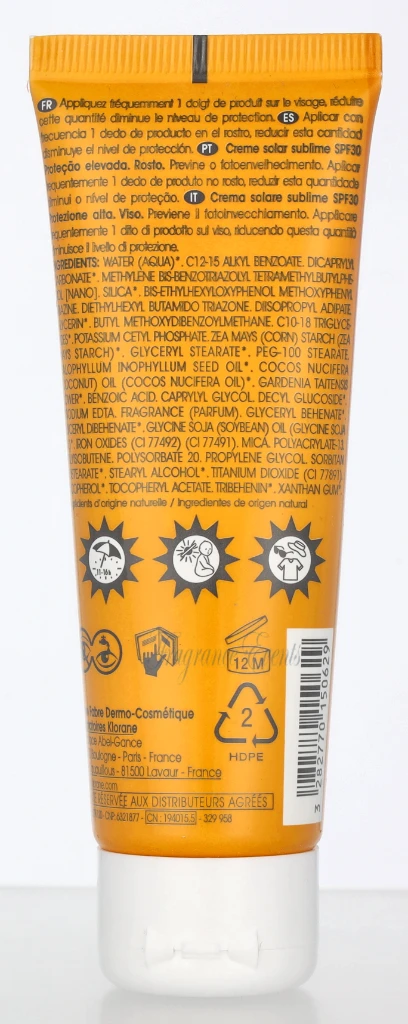 FR Appliquez fréquemment 1 doigt de produit sur le visage, réduire
cette quantité diminue le niveau de protection. ES Aplicar con
frecuencia 1 dedo de producto en el rostro, reducir esta cantidad
disminuye el nivel de protección. PT Creme solar sublime SPF30
Proteção elevada. Rosto. Previne o fotoenvelhecimento. Aplicar
frequentemente 1 dedo de produto no rosto, reduzir esta quantidade
diminui o nível de proteção. IT Crema solare sublime SPF30
Protezione alta. Viso. Previene il fotoinvecchiamento. Applicare
frequentemente 1 dito di prodotto sul viso, riducendo questa quantità
diminuisce il livello di protezione.
INGREDIENTS: WATER (AQUA)*. C12-15 ALKYL BENZOATE. DICAPRYLYL
CARBONATE*. METHYLENE BIS-BENZOTRIAZOLYL TETRAMETHYLBUTYLPHE-
NOL [NANO]. SILICA*. BIS-ETHYLHEXYLOXYPHENOL METHOXYPHENYL
TRIAZINE. DIETHYLHEXYL BUTAMIDO TRIAZONE. DIISOPROPYL ADIPATE.
GLYCERIN*. BUTYL METHOXYDIBENZOYLMETHANE. C10-18 TRIGLYC-
ES*. POTASSIUM CETYL PHOSPHATE. ZEA MAYS (CORN) STARCH (ZEA
MAYS STARCH)*. GLYCERYL STEARATE*. PEG-100 STEARATE.
CALOPHYLLUM INOPHYLLUM SEED OIL*. COCOS NUCIFERA
(COCONUT) OIL (COCOS NUCIFERA OIL)*. GARDENIA TAITENSIS
FLOWER*. BENZOIC ACID. CAPRYLYL GLYCOL. DECYL GLUCOSIDE*.
DISODIUM EDTA. FRAGRANCE (PARFUM). GLYCERYL BEHENATE*.
GLYCERYL DIBEHENATE*. GLYCINE SOJA (SOYBEAN) OIL (GLYCINE SOJA
OIL)*. IRON OXIDES (CI 77492) (CI 77491). MICA. POLYACRYLATE-13.
POLYISOBUTENE. POLYSORBATE 20. PROPYLENE GLYCOL. SORBITAN
ISOSTEARATE*. STEARYL ALCOHOL*. TITANIUM DIOXIDE (CI 77891).
TOCOPHEROL*. TOCOPHERYL ACETATE. TRIBEHENIN*. XANTHAN GUM*.
*Ingrédients d'origine naturelle / Ingredientes de origen natural
11-16h
Fragrance Scents
12 M
2
HDPE
3 282770 150629
Fabre Dermo-Cosmétique
Laboratoires Klorane
Place Abel-Gance
Boulogne - Paris - France
81500 Lavaur - France
klorane.com
RÉSERVÉE AUX DISTRIBUTEURS AGRÉÉS
CNP: 6321877 - CN : 194016.5 - 329 958